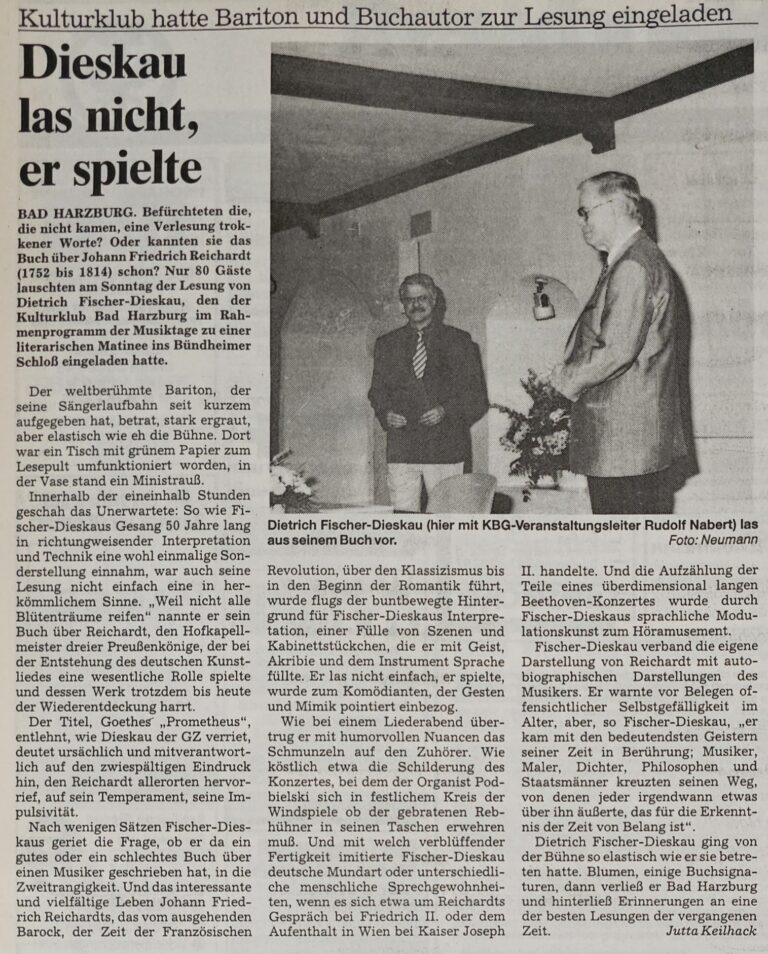 Kulturklub hatte Bariton und Buchautor zur Lesung eingeladen
Dieskau
las nicht,
er spielte
BAD HARZBURG. Befürchteten die,
die nicht kamen, eine Verlesung trok-
kener Worte? Oder kannten sie das
Buch über Johann Friedrich Reichardt
(1752 bis 1814) schon? Nur 80 Gäste
lauschten am Sonntag der Lesung von
Dietrich Fischer-Dieskau, den der
Kulturklub Bad Harzburg im Rah-
menprogramm der Musiktage zu einer
literarischen Matinee ins Bündheimer
Schloß eingeladen hatte.
Der weltberühmte Bariton, der
seine Sängerlaufbahn seit kurzem
aufgegeben hat, betrat, stark ergraut,
aber elastisch wie eh die Bühne. Dort
war ein Tisch mit grünem Papier zum
Lesepult umfunktioniert worden, in
der Vase stand ein Ministrauß.
Innerhalb der eineinhalb Stunden
geschah das Unerwartete: So wie Fi-
scher-Dieskaus Gesang 50 Jahre lang
in richtungweisender Interpretation
und Technik eine wohl einmalige Son-
derstellung einnahm, war auch seine
Lesung nicht einfach eine in her-
kömmlichem Sinne. „Weil nicht alle
Blütenträume reifen“ nannte er sein
Buch über Reichardt, den Hofkapell-
meister dreier Preußenkönige, der bei
der Entstehung des deutschen Kunst-
liedes eine wesentliche Rolle spielte
und dessen Werk trotzdem bis heute
der Wiederentdeckung harrt.
Der Titel, Goethes „Prometheus“,
entlehnt, wie Dieskau der GZ verriet,
deutet ursächlich und mitverantwort-
lich auf den zwiespältigen Eindruck
hin, den Reichardt allerorten hervor-
rief, auf sein Temperament, seine Im-
pulsivität.
Nach wenigen Sätzen Fischer-Dies-
kaus geriet die Frage, ob er da ein
gutes oder ein schlechtes Buch über
einen Musiker geschrieben hat, in die
Zweitrangigkeit. Und das interessante
und vielfältige Leben Johann Fried-
rich Reichardts, das vom ausgehenden
Barock, der Zeit der Französischen
Dietrich Fischer-Dieskau (hier mit KBG-Veranstaltungsleiter Rudolf Nabert) las
aus seinem Buch vor. Foto: Neumann
Revolution, über den Klassizismus bis
in den Beginn der Romantik führt,
wurde flugs der buntbewegte Hinter-
grund für Fischer-Dieskaus Interpre-
tation, einer Fülle von Szenen und
Kabinettstückchen, die er mit Geist,
Akribie und dem Instrument Sprache
füllte. Er las nicht einfach, er spielte,
wurde zum Komödianten, der Gesten
und Mimik pointiert einbezog.
Wie bei einem Liederabend über-
trug er mit humorvollen Nuancen das
Schmunzeln auf den Zuhörer. Wie
köstlich etwa die Schilderung des
Konzertes, bei dem der Organist Pod-
bielski sich in festlichem Kreis der
Windspiele ob der gebratenen Reb-
hühner in seinen Taschen erwehren
muß. Und mit welch verblüffender
Fertigkeit imitierte Fischer-Dieskau
deutsche Mundart oder unterschiedli-
che menschliche Sprechgewohnhei-
ten, wenn es sich etwa um Reichardts
Gespräch bei Friedrich II. oder dem
Aufenthalt in Wien bei Kaiser Joseph
II. handelte. Und die Aufzählung der
Teile eines überdimensional langen
Beethoven-Konzertes wurde durch
Fischer-Dieskaus sprachliche Modu-
lationskunst zum Höramusement.
Fischer-Dieskau verband die eigene
Darstellung von Reichardt mit auto-
biographischen Darstellungen des
Musikers. Er warnte vor Belegen of-
fensichtlicher Selbstgefälligkeit im
Alter, aber, so Fischer-Dieskau, „er
kam mit den bedeutendsten Geistern
seiner Zeit in Berührung; Musiker,
Maler, Dichter, Philosophen und
Staatsmänner kreuzten seinen Weg,
von denen jeder irgendwann etwas
über ihn äußerte, das für die Erkennt-
nis der Zeit von Belang ist“.
Dietrich Fischer-Dieskau ging von
der Bühne so elastisch wie er sie betre-
ten hatte. Blumen, einige Buchsigna-
turen, dann verließ er Bad Harzburg
und hinterließ Erinnerungen an eine
der besten Lesungen der vergangenen
Zeit. Jutta Keilhack